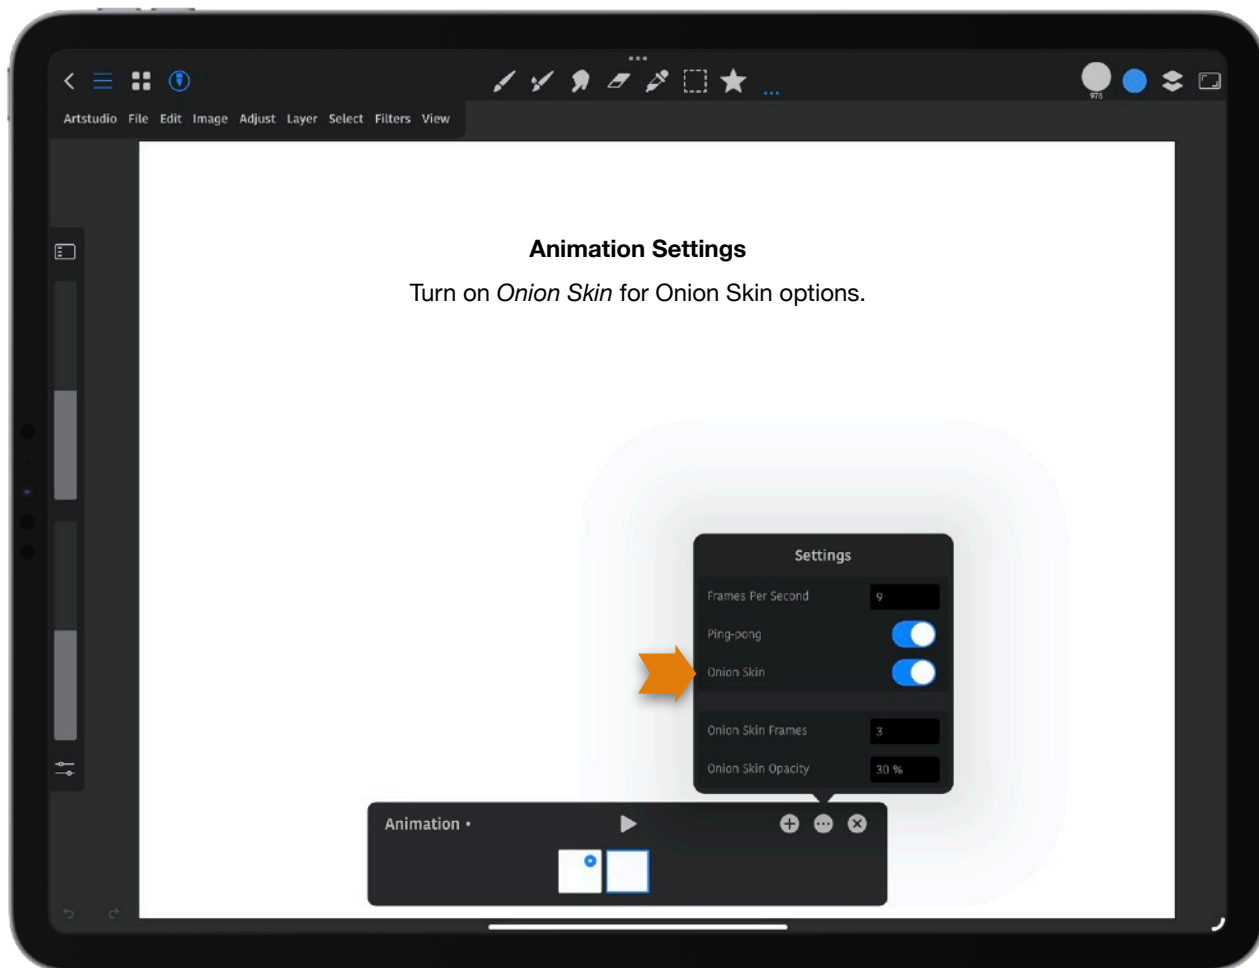 976
Artstudio File Edit Image Adjust Layer Select Filters View
Animation Settings
Turn on Onion Skin for Onion Skin options.
Settings
Frames Per Second 9
Ping-pong
Onion Skin
Onion Skin Frames 3
Onion Skin Opacity 30 %
Animation •